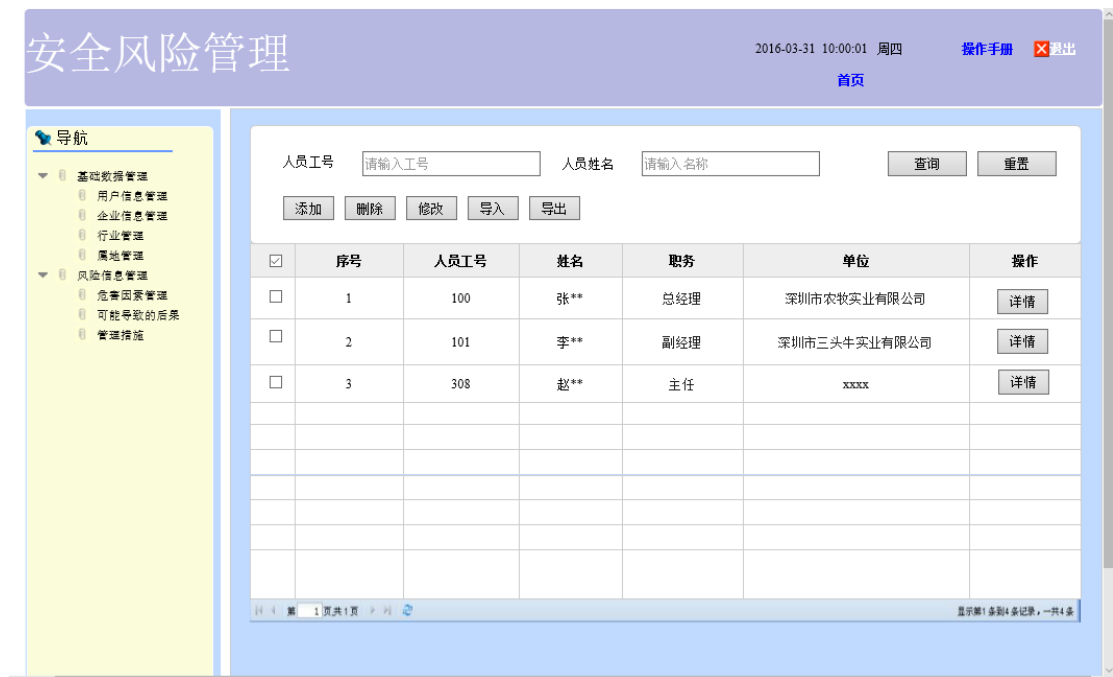 安全风险管理
2016-03-31 10:00:01 周四 操作手册 退出
首页
导航
基础数据管理
用户信息管理
企业信息管理
行业管理
属地管理
风险信息管理
危害因素管理
可能导致的后果
管理措施
人员工号 请输入工号 人员姓名 请输入名称 查询 重置
添加 删除 修改 导入 导出
序号 人员工号 姓名 职务 单位 操作
1 100 张** 总经理 深圳市农牧实业有限公司 详情
2 101 李** 副经理 深圳市三头牛实业有限公司 详情
3 308 赵** 主任 xxxx 详情
第 1 页共1页 显示第1条到4条记录，一共4条